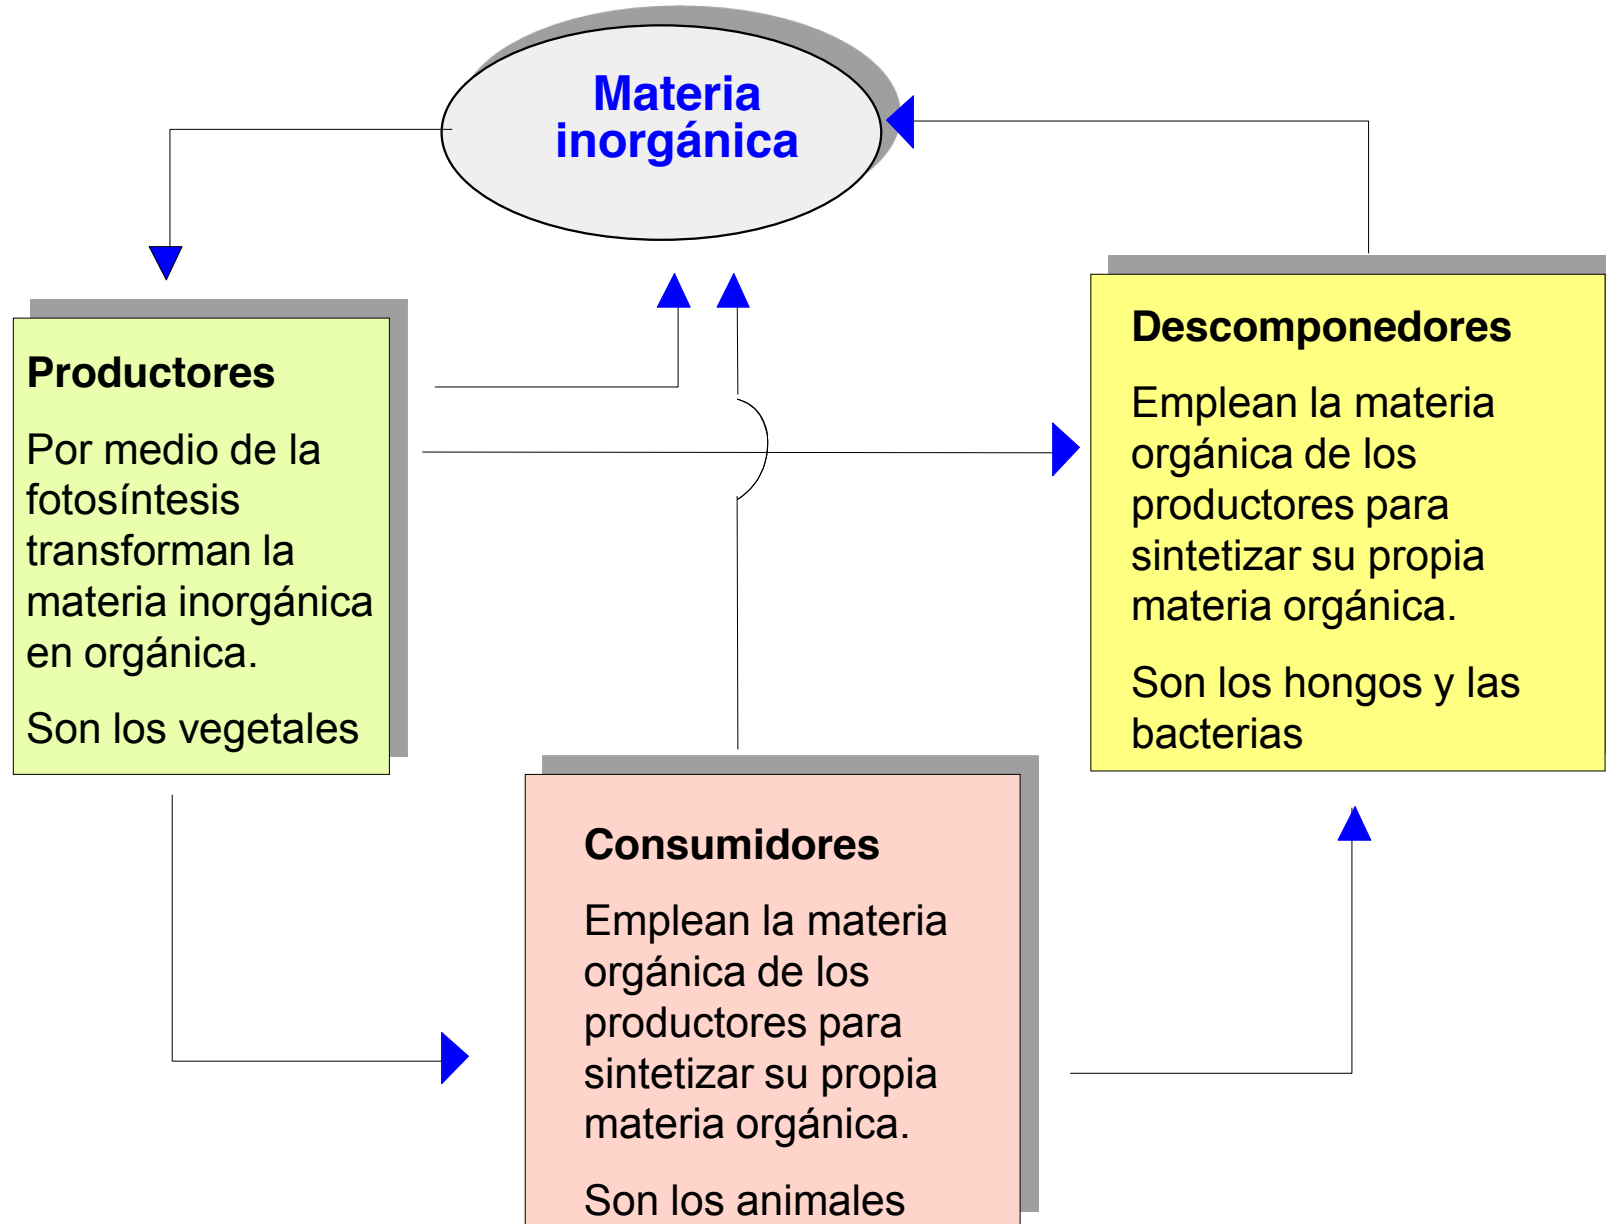 Materia
inorgánica
Productores
Por medio de la
fotosíntesis
transforman la
materia inorgánica
en orgánica.
Son los vegetales
Descomponedores
Emplean la materia
orgánica de los
productores para
sintetizar su propia
materia orgánica.
Son los hongos y las
bacterias
Consumidores
Emplean la materia
orgánica de los
productores para
sintetizar su propia
materia orgánica.
Son los animales